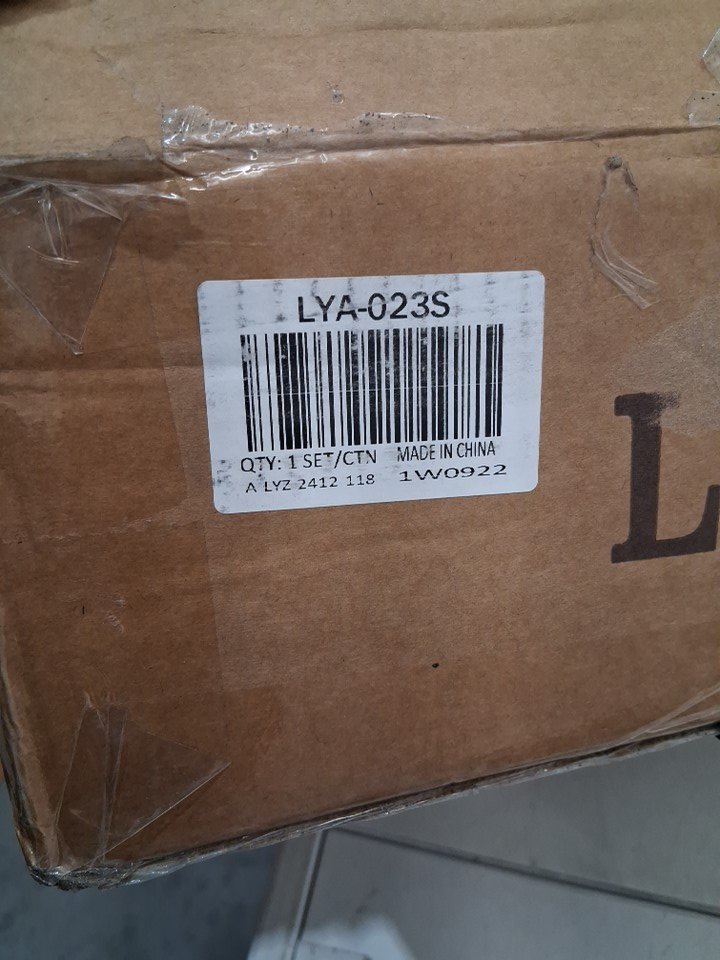 LYA-023S
QTY: 1 SET/CTN MADE IN CHINA
A LYZ 2412 118 1W0922
L